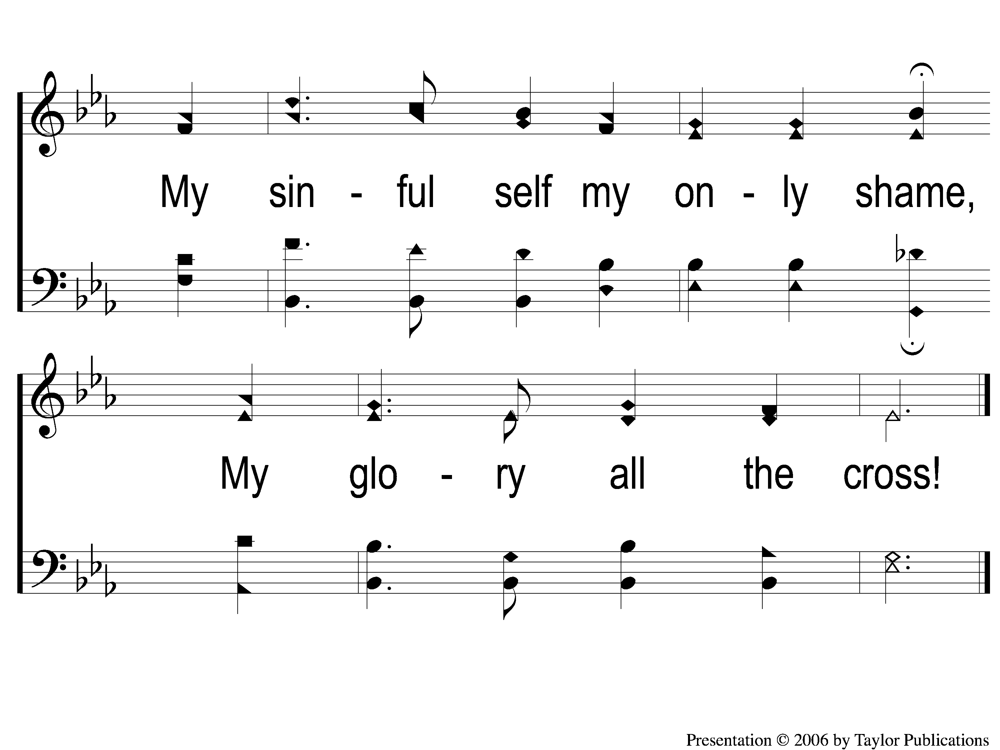 My sin - ful self my on - ly shame,
My glo - ry all the cross!
Presentation © 2006 by Taylor Publications